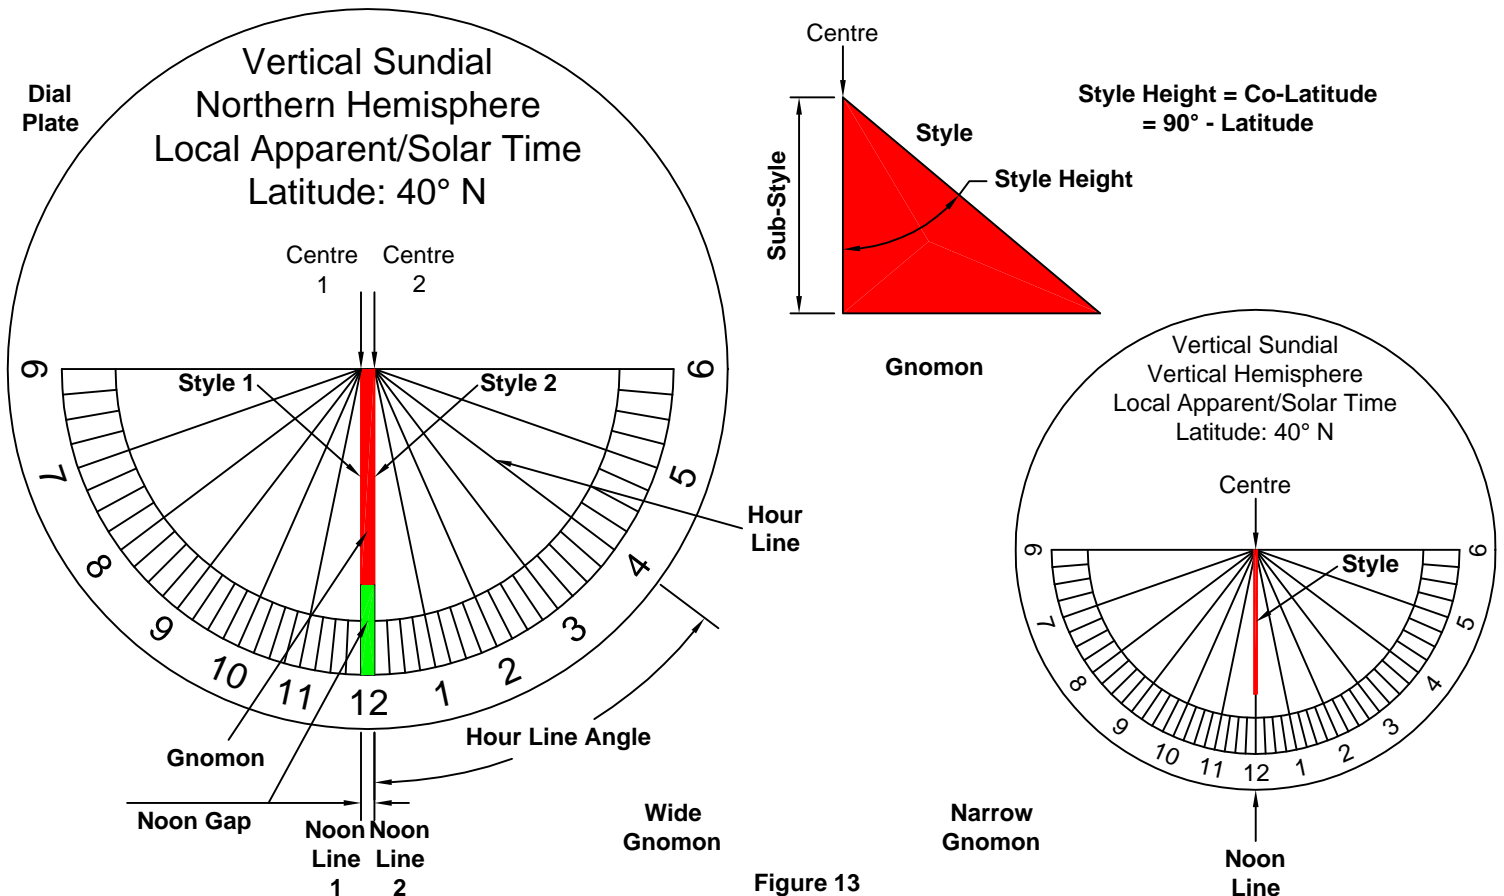 Dial
Plate
Vertical Sundial
Northern Hemisphere
Local Apparent/Solar Time
Latitude: 40° N
Centre
1
Centre
2
6
6
Style 1
Style 2
7
8
9
10
11
12
1
2
3
4
5
Hour
Line
Gnomon
Noon Gap
Hour Line Angle
Noon
Line
1
Noon
Line
2
Wide
Gnomon
Centre
Sub-Style
Style
Style Height
Style Height = Co-Latitude
= 90° - Latitude
Gnomon
Vertical Sundial
Vertical Hemisphere
Local Apparent/Solar Time
Latitude: 40° N
Centre
6
6
Style
7
8
9
10
11
12
1
2
3
4
5
Narrow
Gnomon
Noon
Line
Figure 13